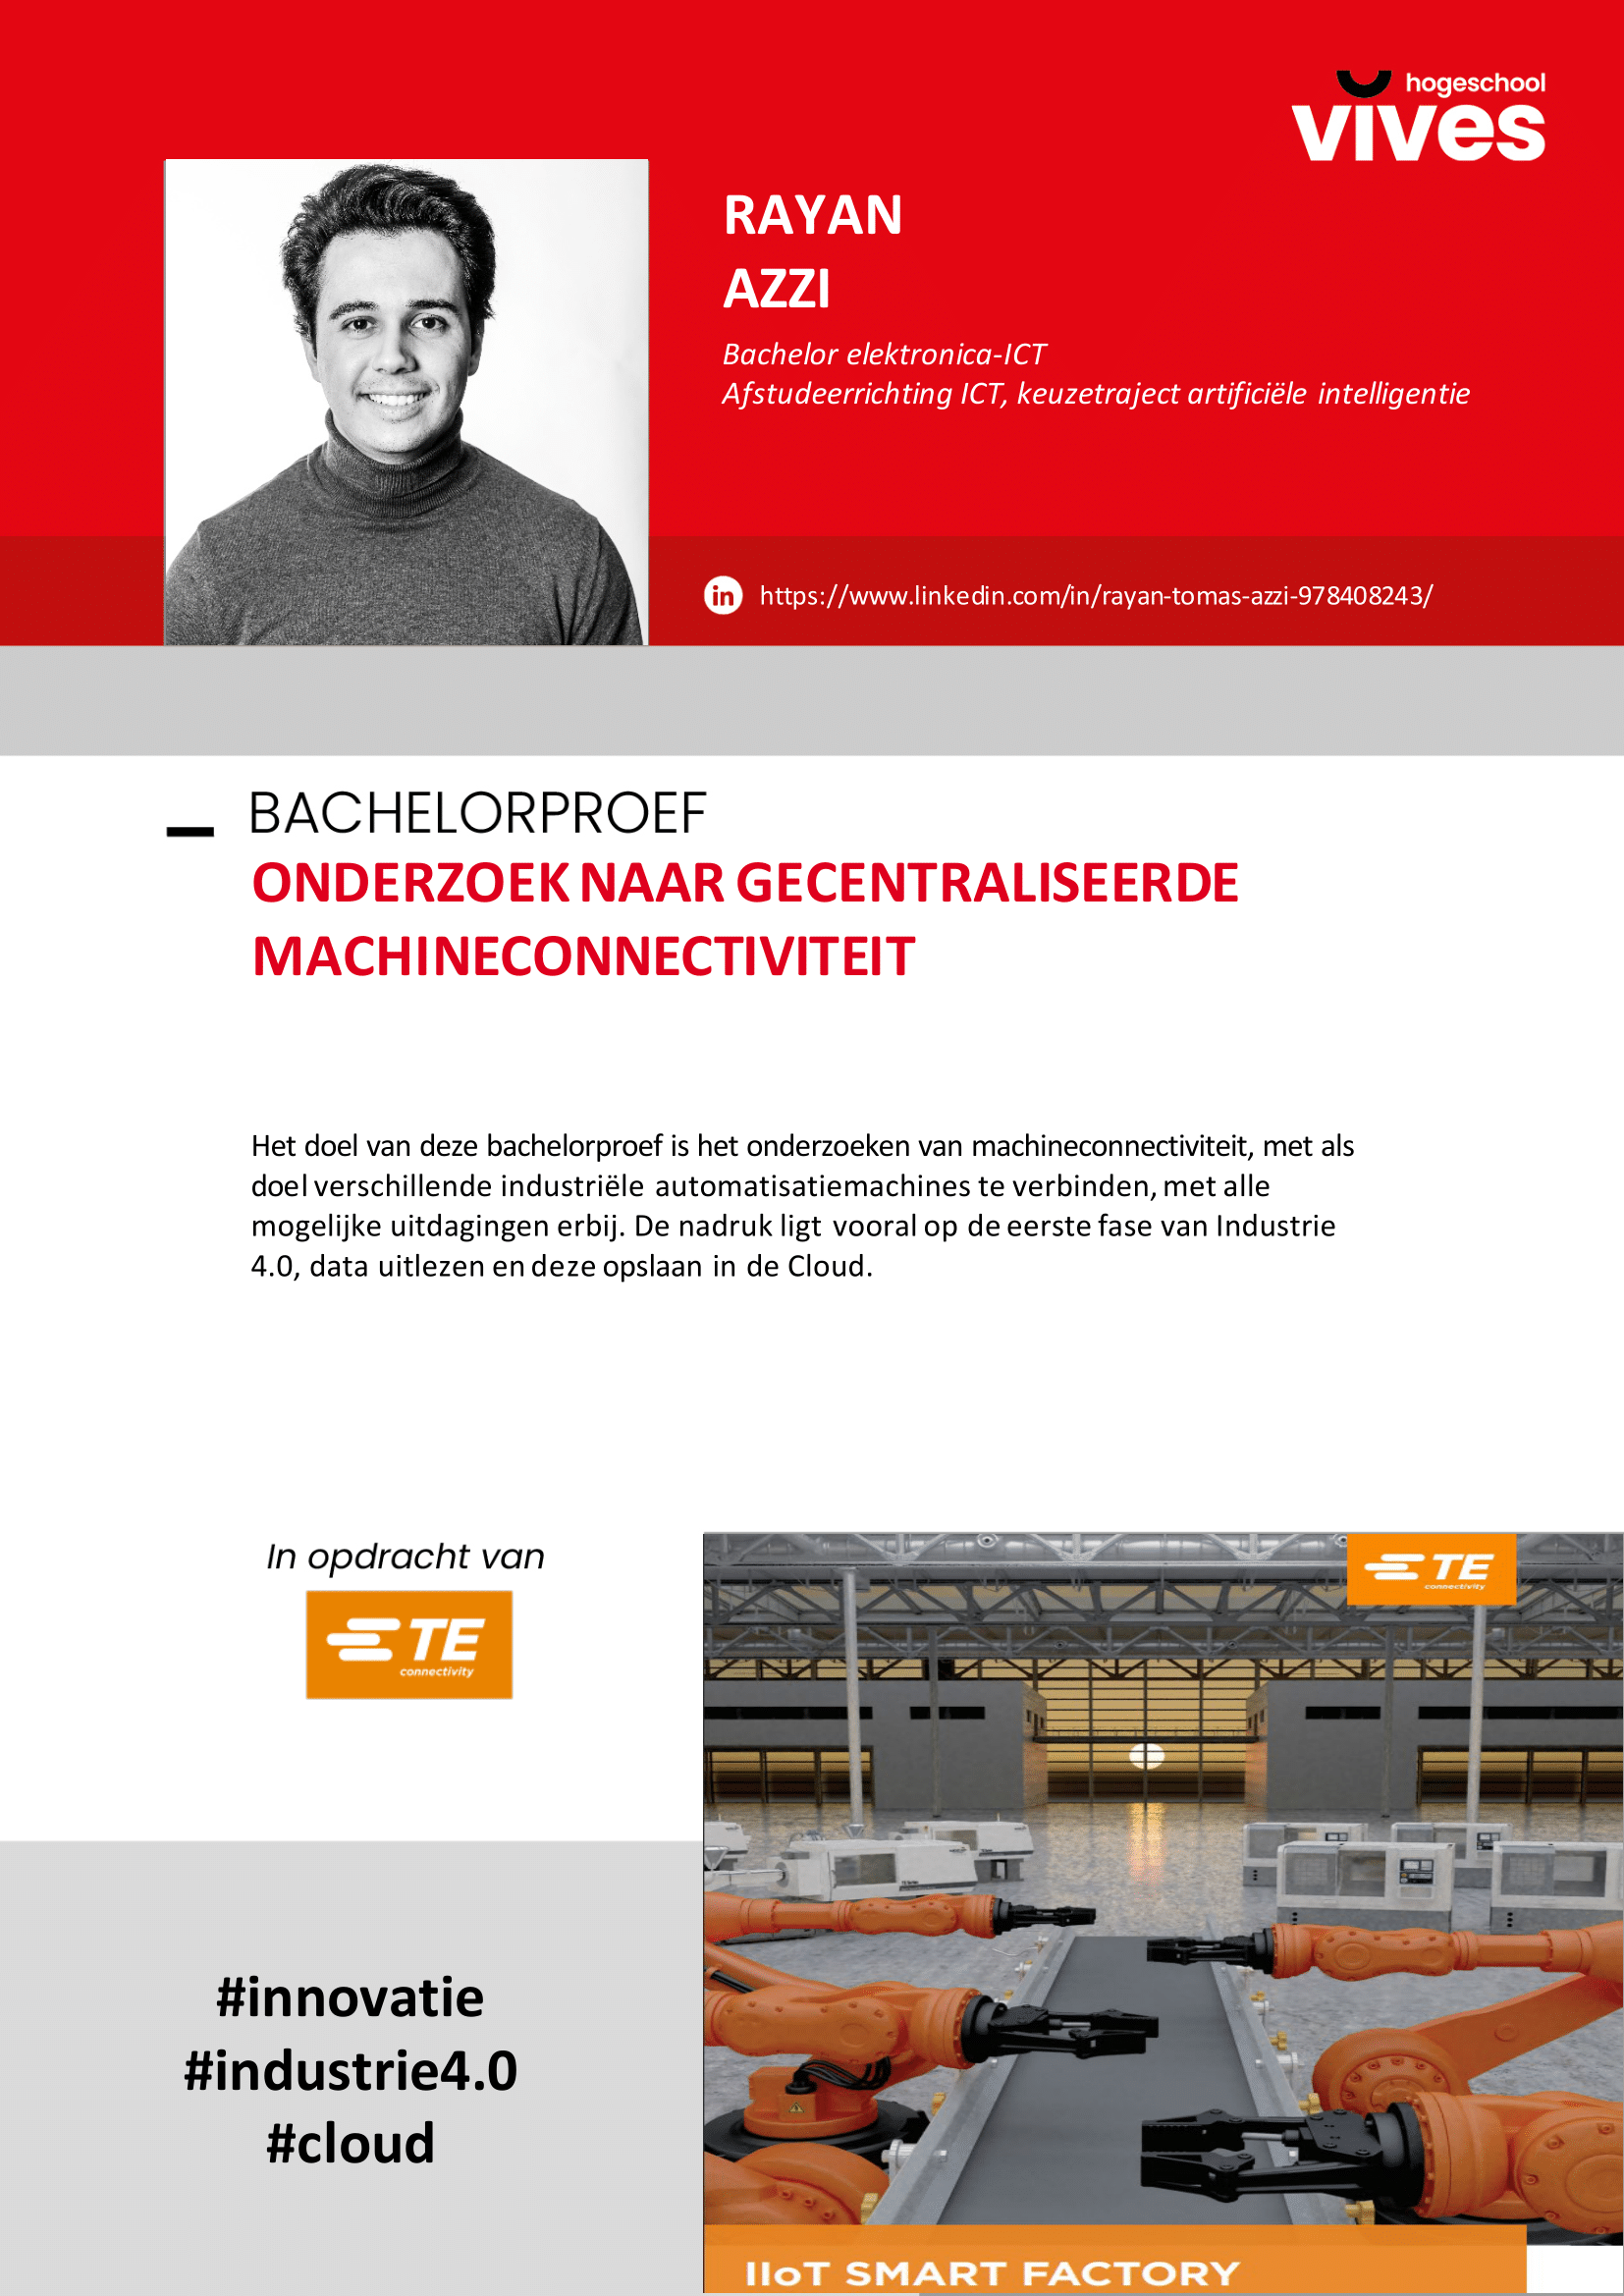 hogeschool
vives
RAYAN
AZZI
Bachelor elektronica-ICT
Afstudeerrichting ICT, keuzetraject artificiële intelligentie
in https://www.linkedin.com/in/rayan-tomas-azzi-978408243/
BACHELORPROEF
ONDERZOEK NAAR GECENTRALISEERDE
MACHINECONNECTIVITEIT
Het doel van deze bachelorproef is het onderzoeken van machineconnectiviteit, met als
doel verschillende industriële automatisatiemachines te verbinden, met alle
mogelijke uitdagingen erbij. De nadruk ligt vooral op de eerste fase van Industrie
4.0, data uitlezen en deze opslaan in de Cloud.
In opdracht van
TE
connectivity
TE
connectivity
#innovatie
#industrie4.0
#cloud
IIoT SMART FACTORY